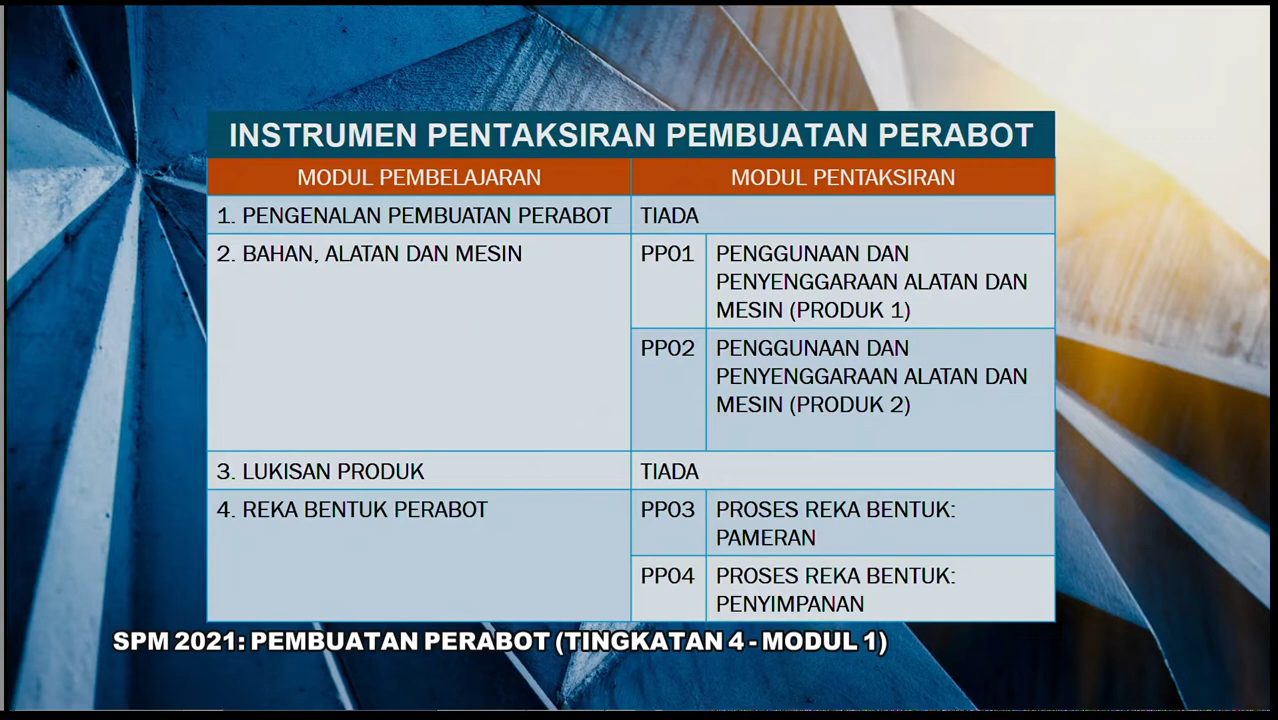 INSTRUMEN PENTAKSIRAN PEMBUATAN PERABOT
MODUL PEMBELAJARAN
MODUL PENTAKSIRAN
1. PENGENALAN PEMBUATAN PERABOT
TIADA
2. BAHAN, ALATAN DAN MESIN
PP01
PENGGUNAAN DAN
PENYENGGARAAN ALATAN DAN
MESIN (PRODUK 1)
PP02
PENGGUNAAN DAN
PENYENGGARAAN ALATAN DAN
MESIN (PRODUK 2)
3. LUKISAN PRODUK
TIADA
4. REKA BENTUK PERABOT
PP03
PROSES REKA BENTUK:
PAMERAN
PP04
PROSES REKA BENTUK:
PENYIMPANAN
SPM 2021: PEMBUATAN PERABOT (TINGKATAN 4 - MODUL 1)